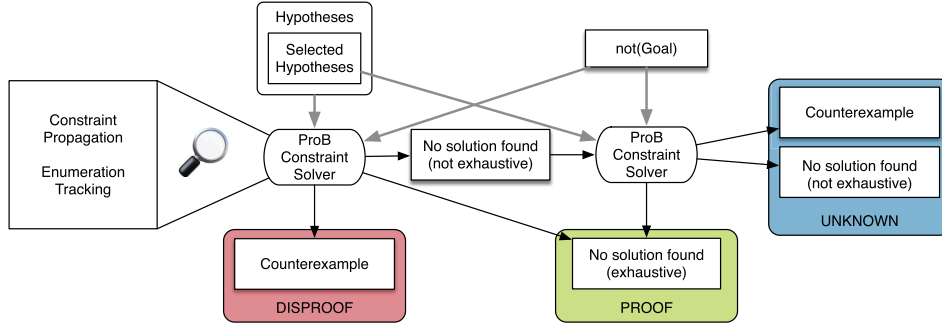 Hypotheses
Selected
Hypotheses
not(Goal)
Constraint
Propagation
Enumeration
Tracking
ProB
Constraint
Solver
No solution found
(not exhaustive)
ProB
Constraint
Solver
Counterexample
No solution found
(not exhaustive)
UNKNOWN
Counterexample
DISPROOF
No solution found
(exhaustive)
PROOF